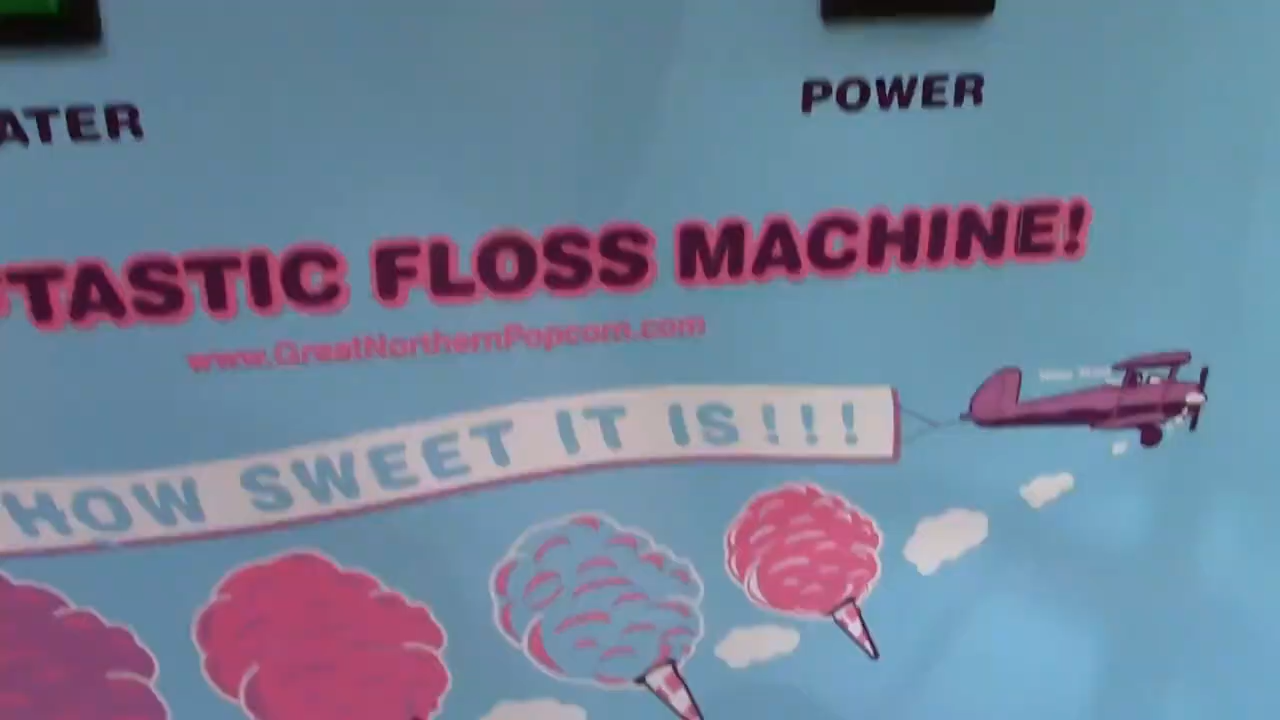 ATER
POWER
TASTIC FLOSS MACHINE!
www.GreatNorthernPopcorn.com
HOW SWEET IT IS!!!